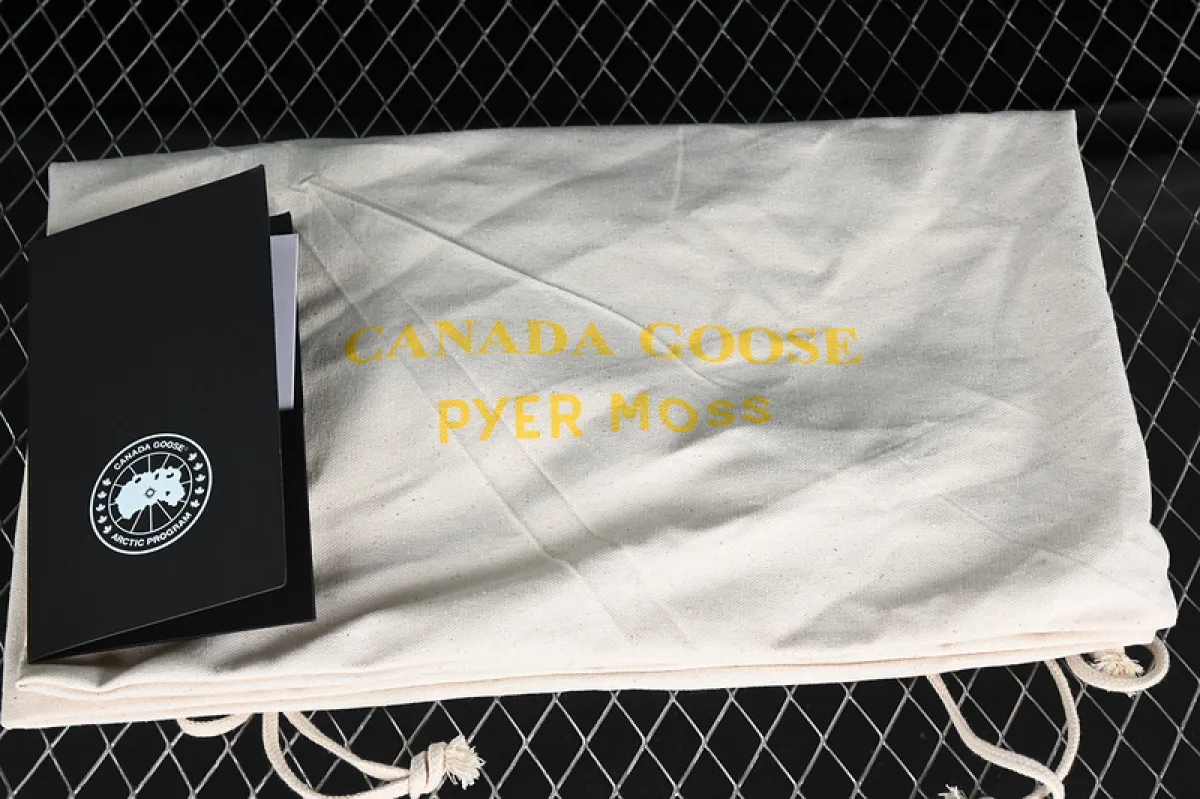 CANADA GOOSE
PYER MOSS
CANADA GOOSE®
ARCTIC PROGRAM